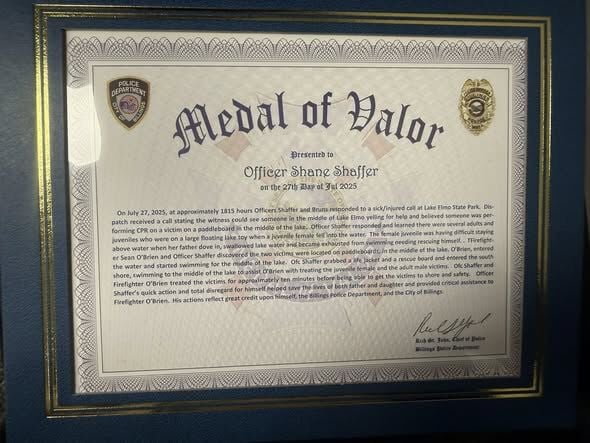 POLICE
DEPARTMENT
CITY OF
Medal of Valor
Presented to
Officer Shane Shaffer
on the 27th Day of Jul 2025
On July 27, 2025, at approximately 1815 hours Officers Shaffer and Bruns responded to a sick/injured call at Lake Elmo State Park. Dis-
patch received a call stating the witness could see someone in the middle of Lake Elmo yelling for help and believed someone was per-
forming CPR on a victim on a paddleboard in the middle of the lake. Officer Shaffer responded and learned there were several adults and
juveniles who were on a large floating lake toy when a juvenile female fell into the water. The female juvenile was having difficult staying
above water when her father dove in, swallowed lake water and became exhausted from swimming needing rescuing himself. . Tfirefight-
er Sean O'Brien and Officer Shaffer discovered the two victims were located on paddleboards, in the middle of the lake. O'Brien, entered
the water and started swimming for the middle of the lake. Ofc Shaffer grabbed a life jacket and a rescue board and entered the south
shore, swimming to the middle of lake to assist O'Brien with treating the juvenile female and the adult male victims. Ofc Shaffer and
Firefighter O'Brien treated the victims for approximately ten minutes before being able to get the victims to shore and safety. Officer
Shaffer's quick action and total disregard for himself helped save the lives of both father and daughter and provided critical assistance to
Firefighter O'Brien. His actions reflect great credit upon himself, the Billings Police Department, and the City of Billings.
Rich St. John, Chief of Police
Billings Police Department